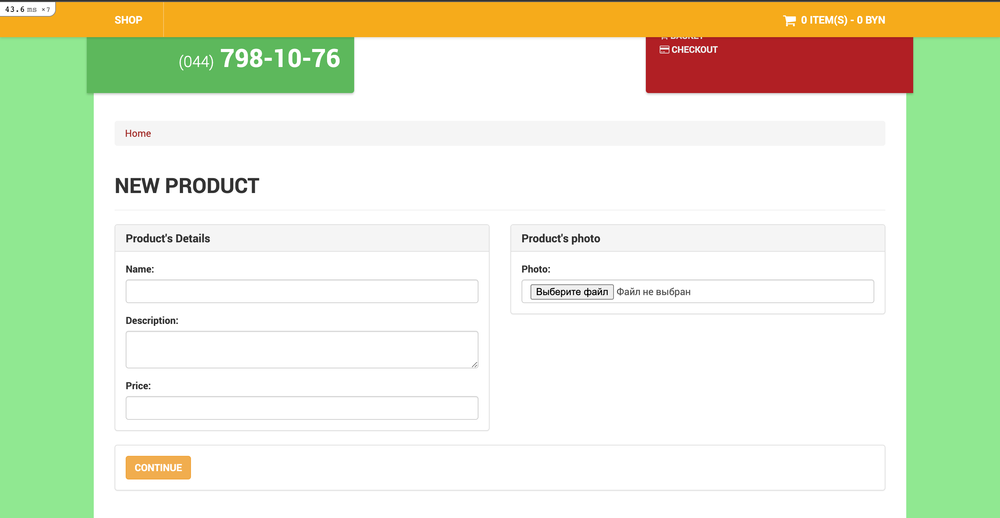 43.6 ms ×7
SHOP
0 ITEM(S) - 0 BYN
(044) 798-10-76
BASKET
CHECKOUT
Home
NEW PRODUCT
Product's Details
Product's photo
Name:
Photo:
Выберите файл Файл не выбран
Description:
Price:
CONTINUE